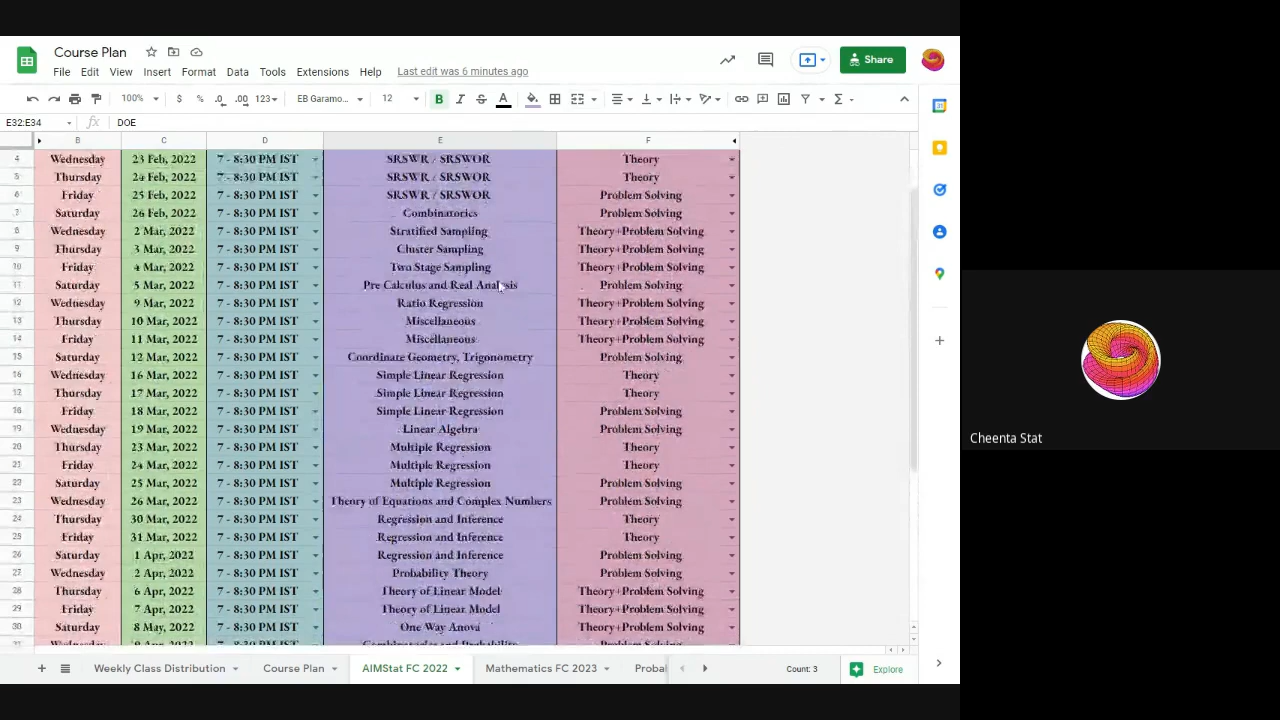 Course Plan
File Edit View Insert Format Data Tools Extensions Help Last edit was 6 minutes ago
Share
100% $ % .0 .00 123 EB Garamo... 12 B I S A
E32:E34 fx DOE
B C D E F
4 Wednesday 23 Feb, 2022 7 - 8:30 PM IST SRSWR / SRSWOR Theory
5 Thursday 24 Feb, 2022 7 - 8:30 PM IST SRSWR / SRSWOR Theory
6 Friday 25 Feb, 2022 7 - 8:30 PM IST SRSWR / SRSWOR Problem Solving
7 Saturday 26 Feb, 2022 7 - 8:30 PM IST Combinatorics Problem Solving
8 Wednesday 2 Mar, 2022 7 - 8:30 PM IST Stratified Sampling Theory+Problem Solving
9 Thursday 3 Mar, 2022 7 - 8:30 PM IST Cluster Sampling Theory+Problem Solving
10 Friday 4 Mar, 2022 7 - 8:30 PM IST Two Stage Sampling Theory+Problem Solving
11 Saturday 5 Mar, 2022 7 - 8:30 PM IST Pre Calculus and Real Analysis Problem Solving
12 Wednesday 9 Mar, 2022 7 - 8:30 PM IST Ratio Regression Theory+Problem Solving
13 Thursday 10 Mar, 2022 7 - 8:30 PM IST Miscellaneous Theory+Problem Solving
14 Friday 11 Mar, 2022 7 - 8:30 PM IST Miscellaneous Theory+Problem Solving
15 Saturday 12 Mar, 2022 7 - 8:30 PM IST Coordinate Geometry, Trigonometry Problem Solving
16 Wednesday 16 Mar, 2022 7 - 8:30 PM IST Simple Linear Regression Theory
17 Thursday 17 Mar, 2022 7 - 8:30 PM IST Simple Linear Regression Theory
18 Friday 18 Mar, 2022 7 - 8:30 PM IST Simple Linear Regression Problem Solving
19 Wednesday 19 Mar, 2022 7 - 8:30 PM IST Linear Algebra Problem Solving
20 Thursday 23 Mar, 2022 7 - 8:30 PM IST Multiple Regression Theory
21 Friday 24 Mar, 2022 7 - 8:30 PM IST Multiple Regression Theory
22 Saturday 25 Mar, 2022 7 - 8:30 PM IST Multiple Regression Problem Solving
23 Wednesday 26 Mar, 2022 7 - 8:30 PM IST Theory of Equations and Complex Numbers Problem Solving
24 Thursday 30 Mar, 2022 7 - 8:30 PM IST Regression and Inference Theory
25 Friday 31 Mar, 2022 7 - 8:30 PM IST Regression and Inference Theory
26 Saturday 1 Apr, 2022 7 - 8:30 PM IST Regression and Inference Problem Solving
27 Wednesday 2 Apr, 2022 7 - 8:30 PM IST Probability Theory Problem Solving
28 Thursday 6 Apr, 2022 7 - 8:30 PM IST Theory of Linear Model Theory+Problem Solving
29 Friday 7 Apr, 2022 7 - 8:30 PM IST Theory of Linear Model Theory+Problem Solving
30 Saturday 8 May, 2022 7 - 8:30 PM IST One Way Anova Theory+Problem Solving
31 Wednesday 9 Apr, 2022 7 - 8:30 PM IST Combinatorics and Probability Problem Solving
Weekly Class Distribution Course Plan AIMStat FC 2022 Mathematics FC 2023 Probal Count: 3 Explore
Cheenta Stat